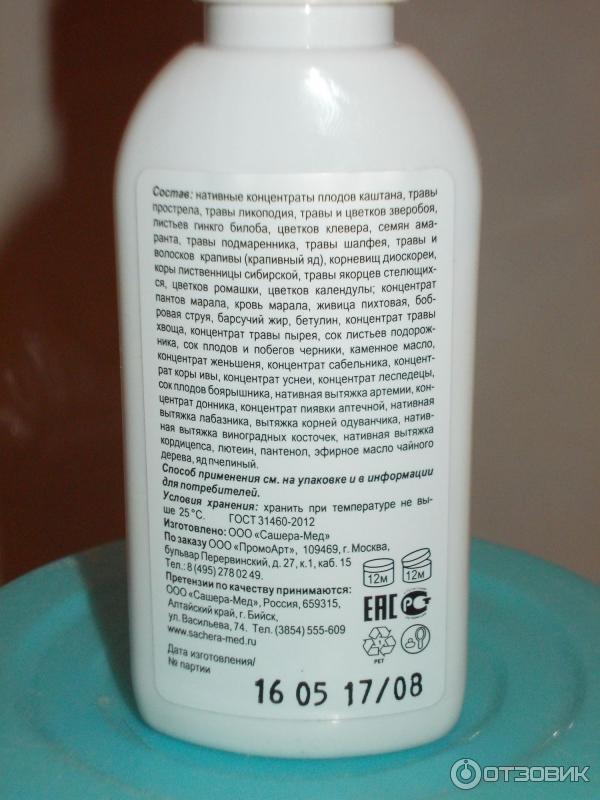 Состав: нативные концентраты плодов каштана, травы
прострела, травы ликоподия, травы и цветков зверобоя,
листьев гинкго билоба, цветков клевера, семян ама-
ранта, травы подмаренника, травы шалфея, травы и
волосков крапивы (крапивный яд), корневищ диоскореи,
коры лиственницы сибирской, травы якорцев стелющих-
ся, цветков ромашки, цветков календулы; концентрат
пантов марала, кровь марала, живица пихтовая, боб-
ровая струя, барсучий жир, бетулин, концентрат травы
хвоща, концентрат травы пырея, сок листьев подорож-
ника, сок плодов и побегов черники, каменное масло,
концентрат женьшеня, концентрат сабельника, концент-
рат коры ивы, концентрат уснеи, концентрат леспедецы,
сок плодов боярышника, нативная вытяжка артемии, кон-
центрат донника, концентрат пиявки аптечной, нативная
вытяжка лабазника, вытяжка корней одуванчика, натив-
ная вытяжка виноградных косточек, нативная вытяжка
кордицепса, лютеин, пантенол, эфирное масло чайного
дерева, яд пчелиный.
Способ применения см. на упаковке и в информации
для потребителей.
Условия хранения: хранить при температуре не вы-
ше 25 °С. ГОСТ 31460-2012
Изготовлено: ООО «Сашера-Мед»
По заказу ООО «ПромоАрт», 109469, г. Москва,
бульвар Перервинский, д. 27, к.1, каб. 15
Тел.: 8 (495) 278 02 49.
Претензии по качеству принимаются:
ООО «Сашера-Мед», Россия, 659315,
Алтайский край, г. Бийск,
ул. Васильева, 74. Тел. (3854) 555-609
www.sachera-med.ru
12м 12м
EAC РСТ
1
PET
Дата изготовления/
№ партии
16 05 17/08
ОТЗОВИК